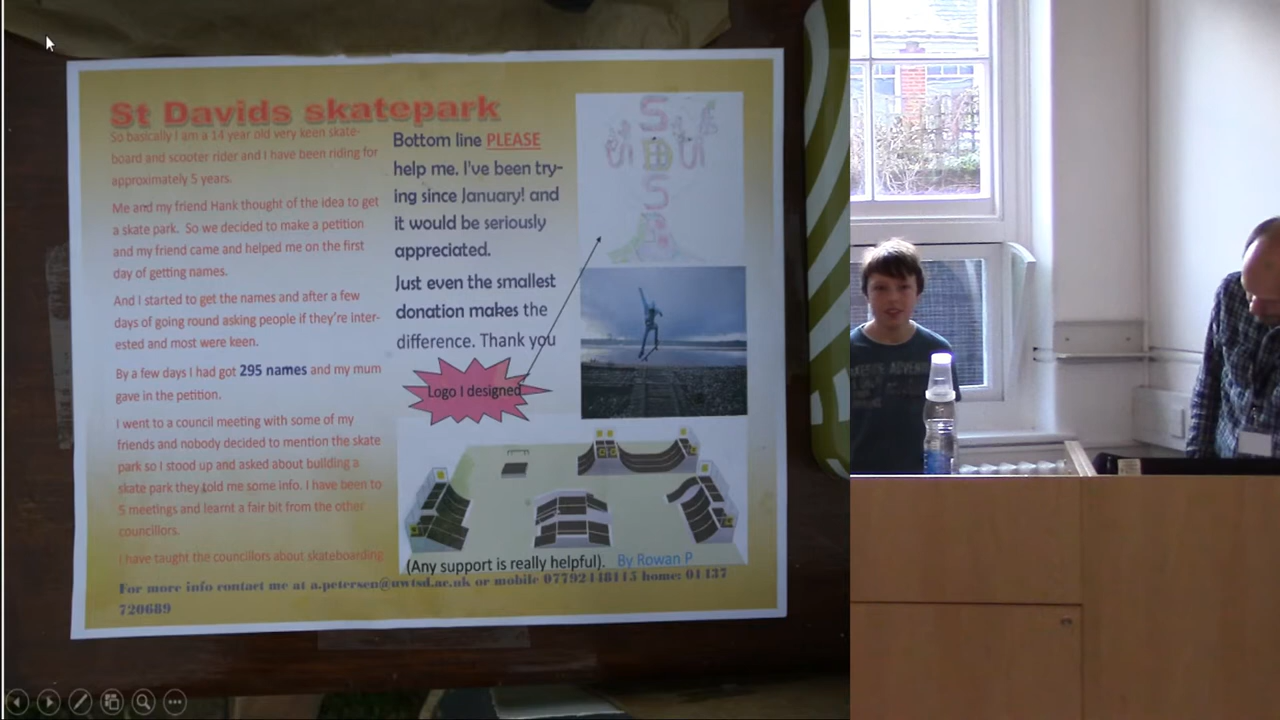 St Davids skatepark
So basically I am a 14 year old very keen skate-
board and scooter rider and I have been riding for
approximately 5 years.
Me and my friend Hank thought of the idea to get
a skate park. So we decided to make a petition
and my friend came and helped me on the first
day of getting names.
And I started to get the names and after a few
days of going round asking people if they're inter-
ested and most were keen.
By a few days I had got 295 names and my mum
gave in the petition.
I went to a council meeting with some of my
friends and nobody decided to mention the skate
park so I stood up and asked about building a
skate park they told me some info. I have been to
5 meetings and learnt a fair bit from the other
councillors.
I have taught the councillors about skateboarding
Bottom line PLEASE
help me. I've been try-
ing since January! and
it would be seriously
appreciated.
Just even the smallest
donation makes the
difference. Thank you
Logo I designed
(Any support is really helpful). By Rowan P
For more info contact me at a.petersen@uwtsd.ac.uk or mobile 07792448145 home: 01437
720689